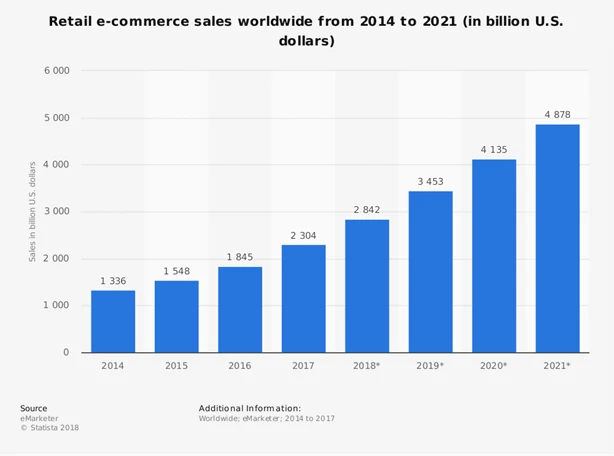 Retail e-commerce sales worldwide from 2014 to 2021 (in billion U.S.
dollars)
6 000
5 000
4 000
3 000
2 000
1 000
0
Sales in billion U.S. dollars
1 336
1 548
1 845
2 304
2 842
3 453
4 135
4 878
2014 2015 2016 2017 2018* 2019* 2020* 2021*
Source
eMarketer
© Statista 2018
Additional Information:
Worldwide; eMarketer; 2014 to 2017